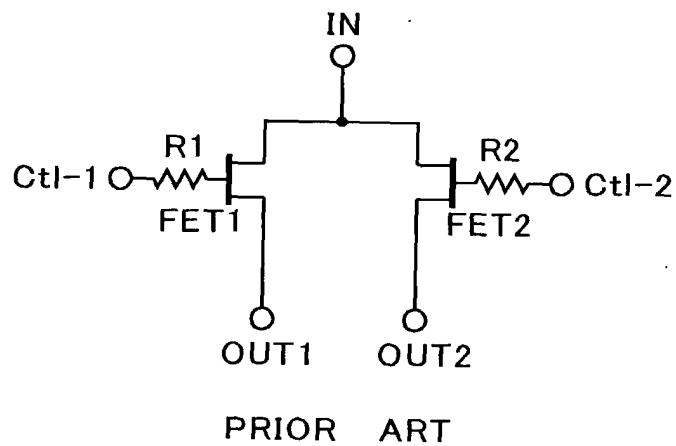 IN
R1
R2
Ctl-1
Ctl-2
FET1
FET2
OUT1
OUT2
PRIOR ART